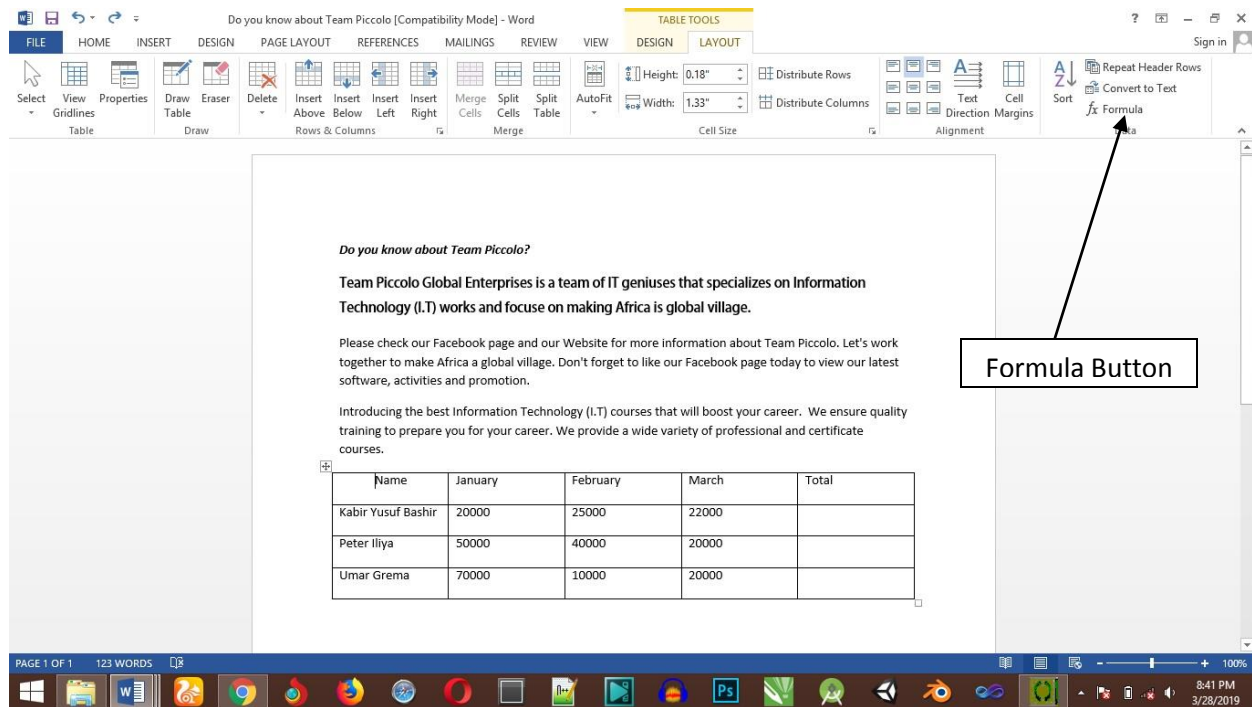 Do you know about Team Piccolo [Compatibility Mode] - Word
TABLE TOOLS
FILE HOME INSERT DESIGN PAGE LAYOUT REFERENCES MAILINGS REVIEW VIEW DESIGN LAYOUT Sign in
Select View Gridlines Properties
Table
Draw Table Eraser
Draw
Delete Insert Above Insert Below Insert Left Insert Right
Rows & Columns
Merge Cells Split Cells Split Table
Merge
AutoFit
Height: 0.18" Distribute Rows
Width: 1.33" Distribute Columns
Cell Size
Text Direction Cell Margins
Alignment
Sort
Repeat Header Rows
Convert to Text
fx Formula
Data
Do you know about Team Piccolo?
Team Piccolo Global Enterprises is a team of IT geniuses that specializes on Information
Technology (I.T) works and focuse on making Africa is global village.
Please check our Facebook page and our Website for more information about Team Piccolo. Let's work
together to make Africa a global village. Don't forget to like our Facebook page today to view our latest
software, activities and promotion.
Introducing the best Information Technology (I.T) courses that will boost your career. We ensure quality
training to prepare you for your career. We provide a wide variety of professional and certificate
courses.
Name January February March Total
Kabir Yusuf Bashir 20000 25000 22000
Peter Iliya 50000 40000 20000
Umar Grema 70000 10000 20000
Formula Button
PAGE 1 OF 1 123 WORDS 100%
Ps
8:41 PM
3/28/2019